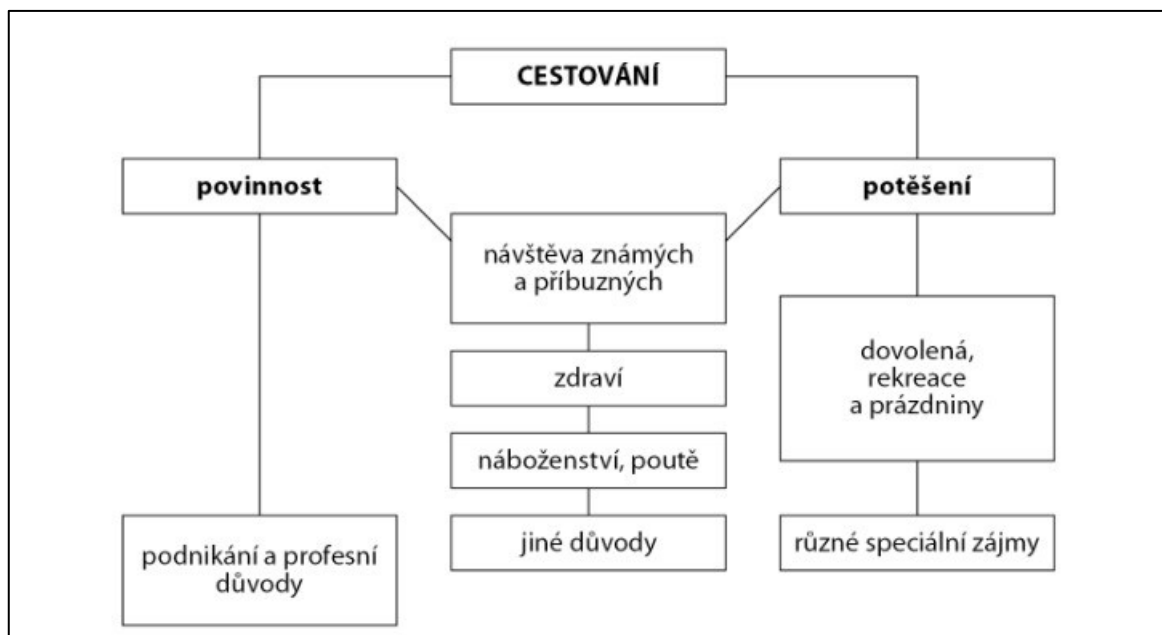 CESTOVÁNÍ
povinnost
potěšení
návštěva známých
a příbuzných
dovolená,
rekreace
a prázdniny
zdraví
náboženství, poutě
jiné důvody
různé speciální zájmy
podnikání a profesní
důvody